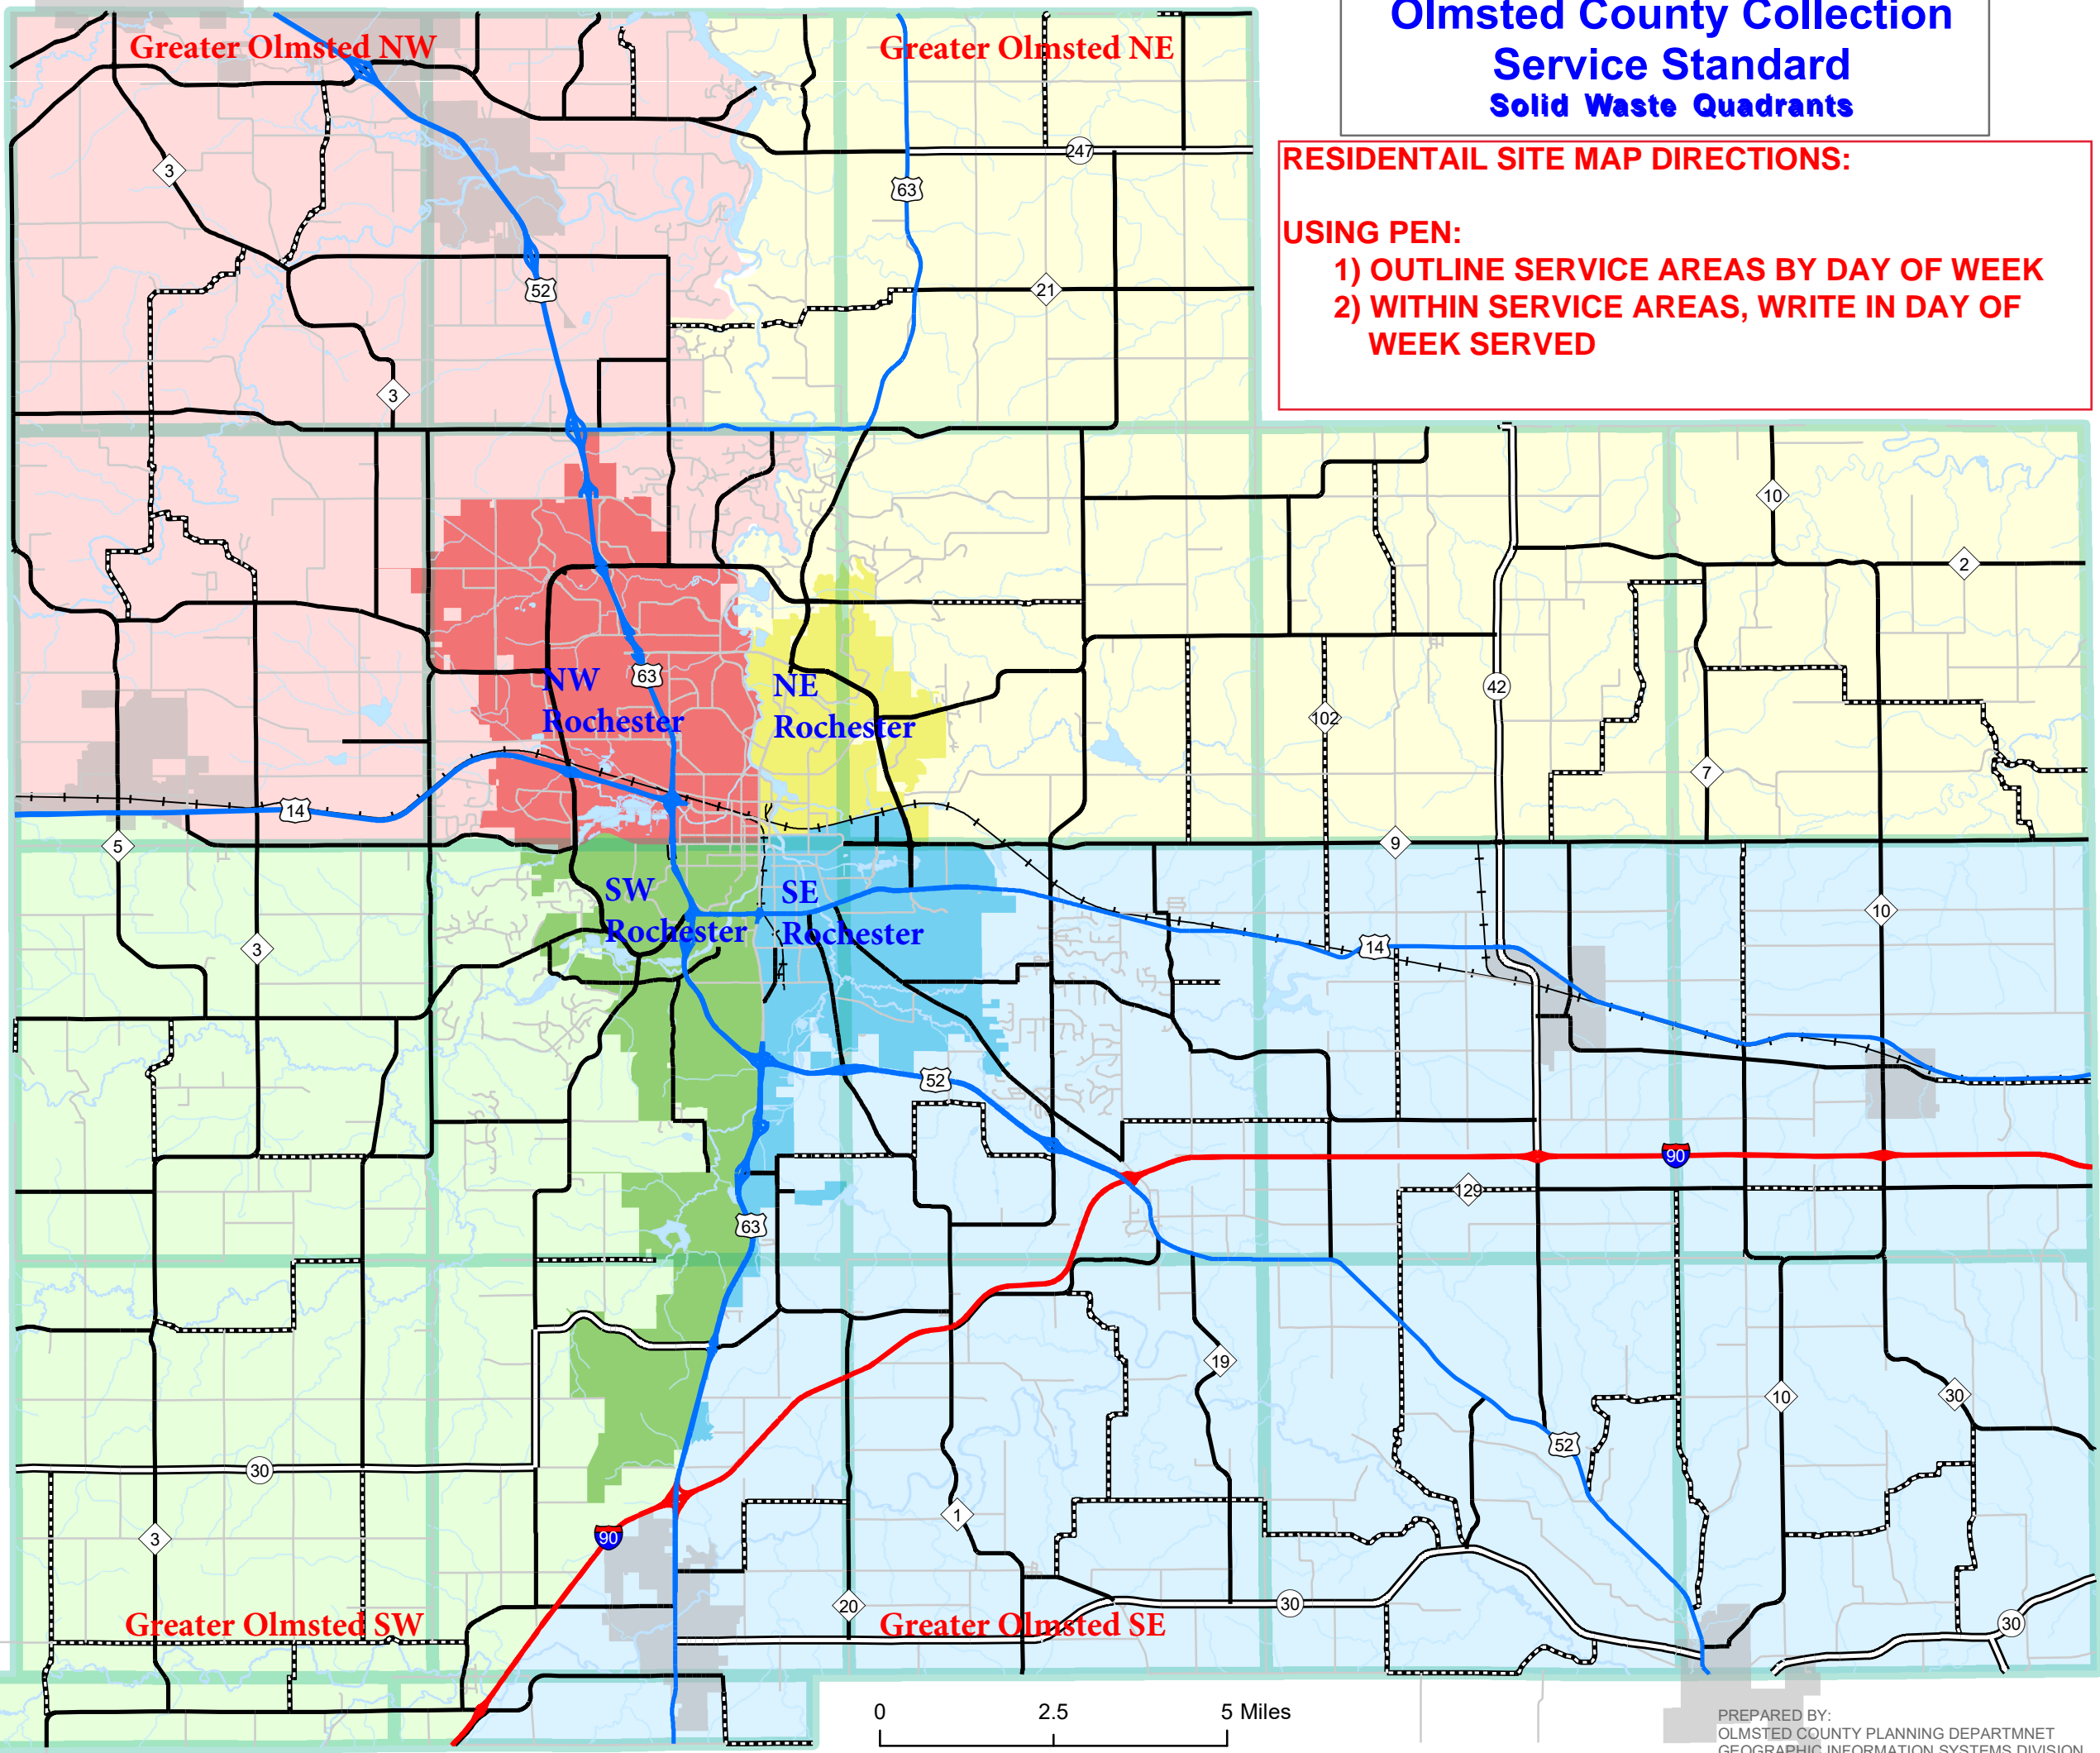 Olmsted County Collection
Service Standard
Solid Waste Quadrants
RESIDENTAIL SITE MAP DIRECTIONS:
USING PEN:
1) OUTLINE SERVICE AREAS BY DAY OF WEEK
2) WITHIN SERVICE AREAS, WRITE IN DAY OF
WEEK SERVED
Greater Olmsted NW
Greater Olmsted NE
247
3
63
52
21
3
10
2
NW
Rochester
63
NE
Rochester
42
102
7
14
5
9
SW
Rochester
SE
Rochester
3
14
10
52
90
129
63
19
10
30
52
30
3
90
1
20
30
30
Greater Olmsted SW
Greater Olmsted SE
0
2.5
5 Miles
PREPARED BY:
OLMSTED COUNTY PLANNING DEPARTMNET
GEOGRAPHIC INFORMATION SYSTEMS DIVISION